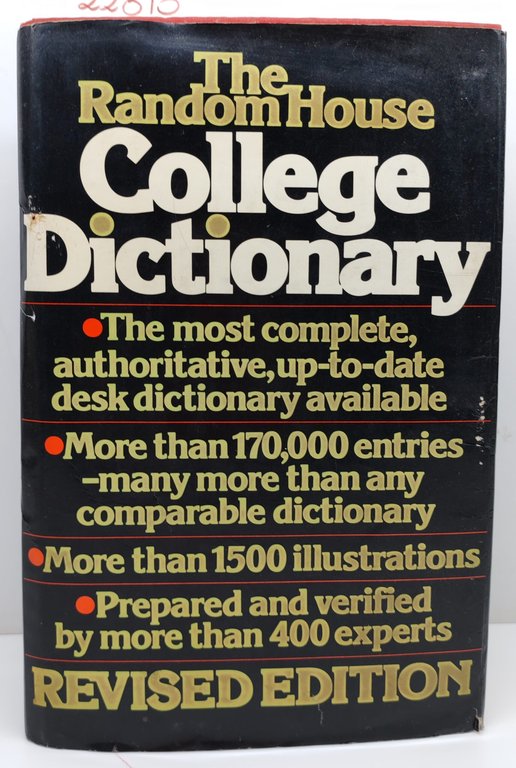 The
Random House
College
Dictionary
•The most complete,
authoritative, up-to-date
desk dictionary available
•More than 170,000 entries
–many more than any
comparable dictionary
•More than 1500 illustrations
•Prepared and verified
by more than 400 experts
REVISED EDITION